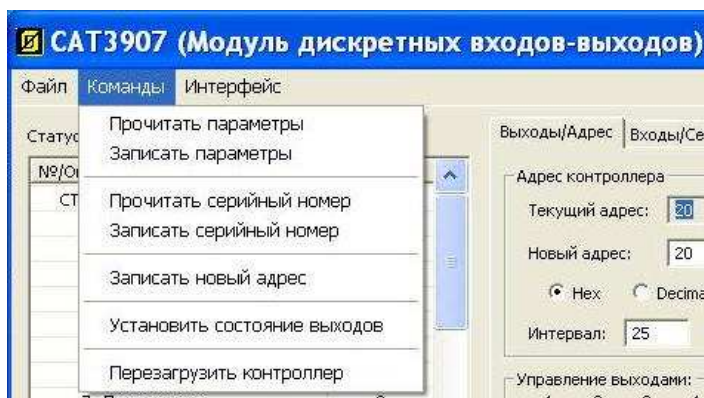 CAT3907 (Модуль дискретных входов-выходов)
Файл Команды Интерфейс
Прочитать параметры
Записать параметры
Прочитать серийный номер
Записать серийный номер
Записать новый адрес
Установить состояние выходов
Перезагрузить контроллер
Выходы/Адрес
Адрес контроллера
Текущий адрес: 20
Новый адрес: 20
Hex
Интервал: 25
Управление выходами: